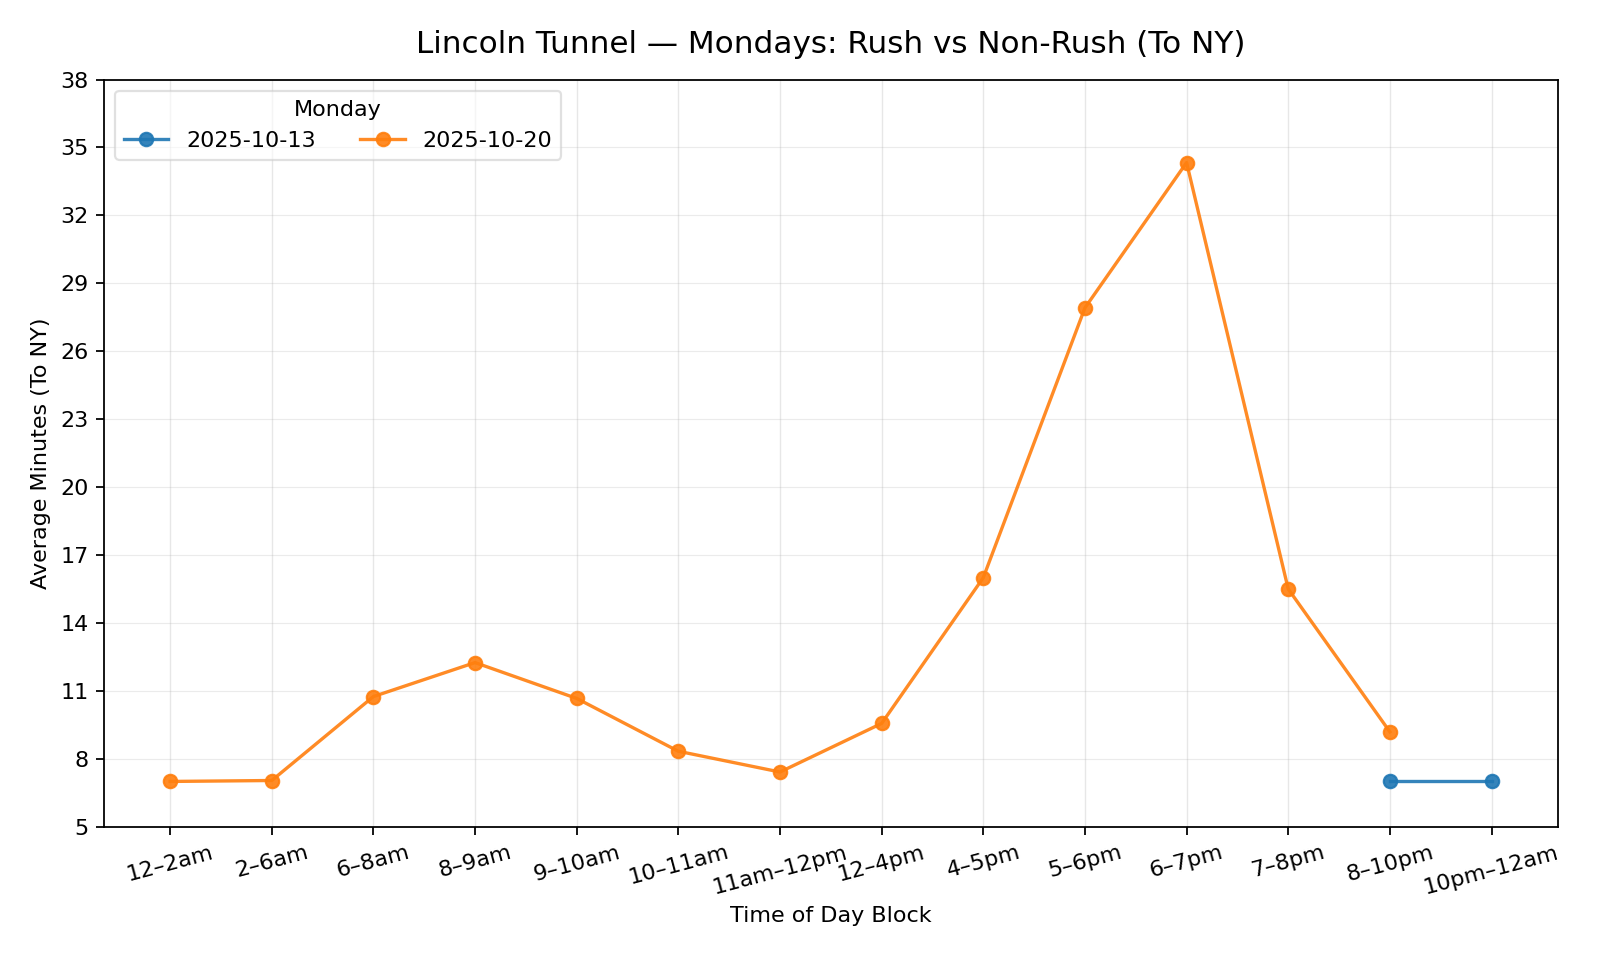 Lincoln Tunnel — Mondays: Rush vs Non-Rush (To NY)
Monday
2025-10-13 2025-10-20
38
35
32
29
26
23
20
17
14
11
8
5
Average Minutes (To NY)
12–2am 2–6am 6–8am 8–9am 9–10am 10–11am 11am–12pm 12–4pm 4–5pm 5–6pm 6–7pm 7–8pm 8–10pm 10pm–12am
Time of Day Block